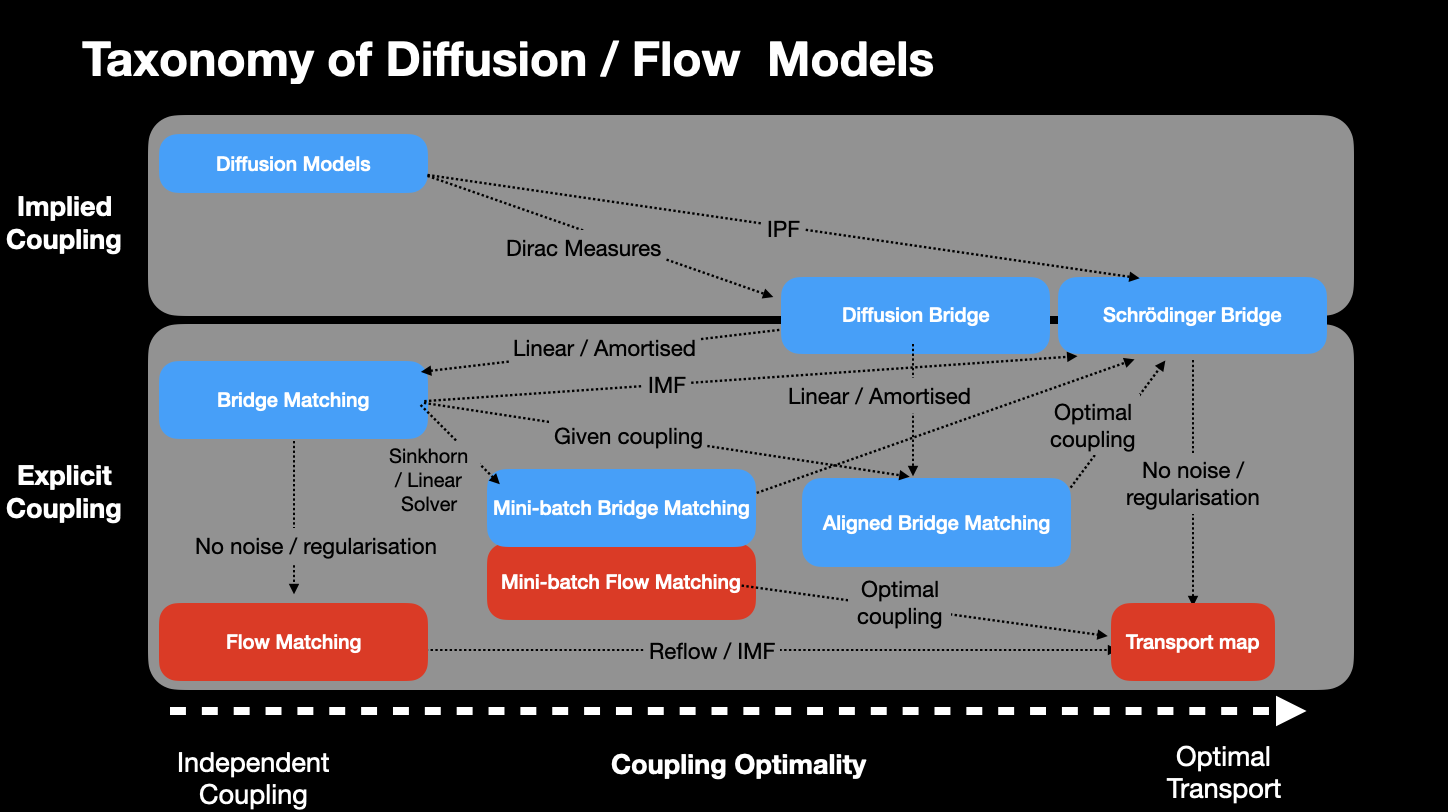 Taxonomy of Diffusion / Flow Models
Implied
Coupling
Diffusion Models
IPF
Dirac Measures
Diffusion Bridge
Schrödinger Bridge
Explicit
Coupling
Linear / Amortised
Bridge Matching
IMF
Linear / Amortised
Given coupling
Optimal
coupling
Sinkhorn
/ Linear
Solver
No noise /
regularisation
Mini-batch Bridge Matching
Aligned Bridge Matching
No noise / regularisation
Mini-batch Flow Matching
Optimal
coupling
Flow Matching
Reflow / IMF
Transport map
Independent
Coupling
Coupling Optimality
Optimal
Transport